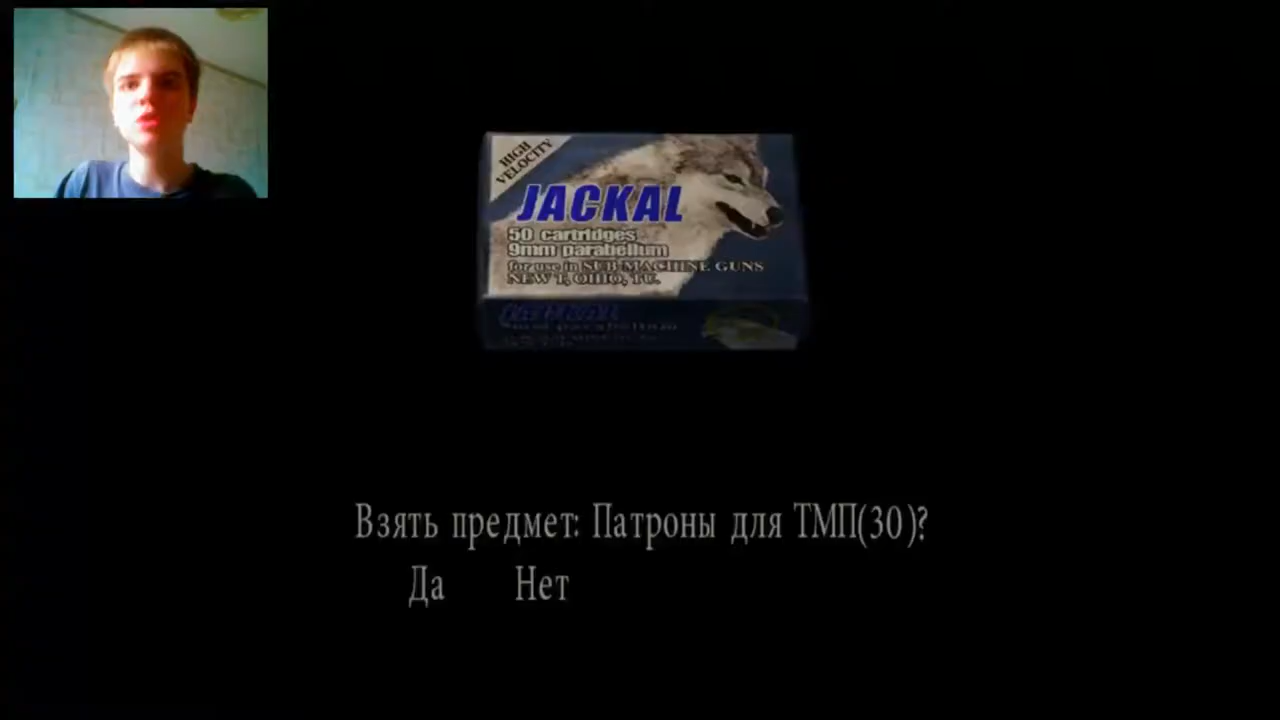 HIGH
VELOCITY
JACKAL
50 cartridges
9mm parabellum
for use in SUB MACHINE GUNS
JACKAL
Взять предмет: Патроны для ТМП(30)?
Да Нет